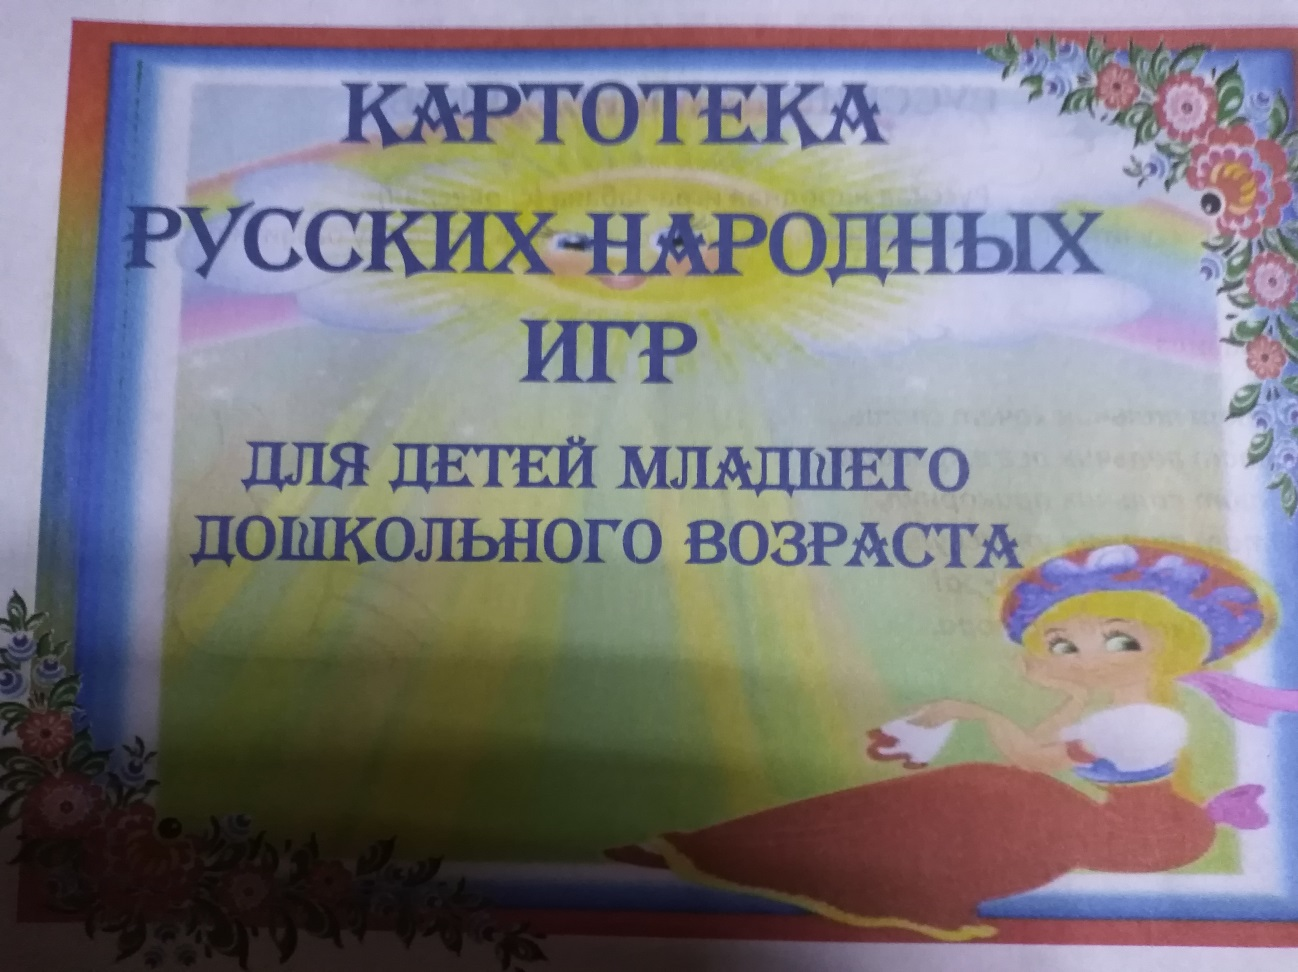 КАРТОТЕКА
РУССКИХ НАРОДНЫХ
ИГР
ДЛЯ ДЕТЕЙ МЛАДШЕГО
ДОШКОЛЬНОГО ВОЗРАСТА